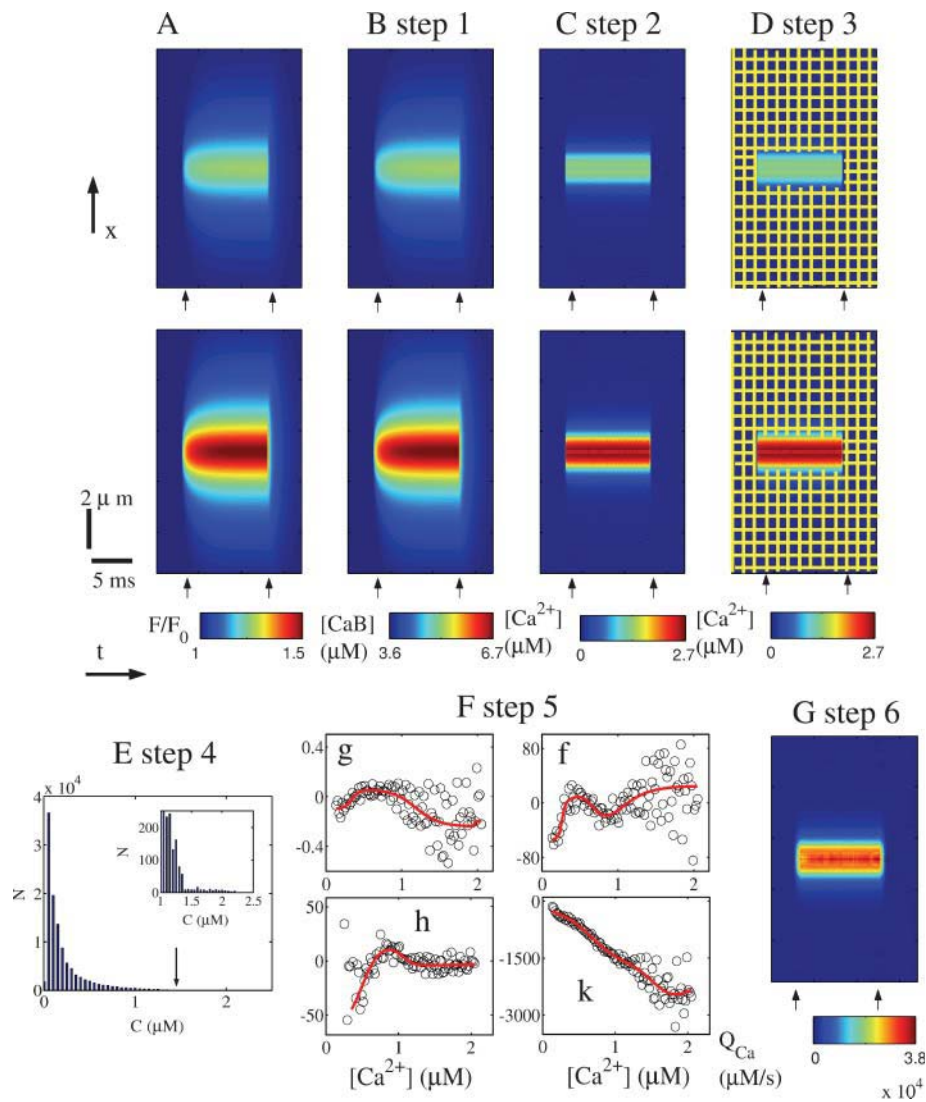 A
B step 1
C step 2
D step 3
x
2 μ m
5 ms
F/F0
1
1.5
[CaB]
(μM)
3.6
6.7
[Ca2+]
(μM)
0
2.7
[Ca2+]
(μM)
0
2.7
t
E step 4
x 10^4
4
3
2
1
0
N
0
1
2
C (μM)
200
100
0
N
1.0
1.5
2
2.5
C (μM)
F step 5
g
0.4
0
-0.4
0
1
2
f
80
0
-80
0
1
2
h
50
0
-50
0
1
2
[Ca2+] (μM)
k
0
-1500
-3000
0
1
2
[Ca2+] (μM)
G step 6
QCa
(μM/s)
0
3.8
x 10^4